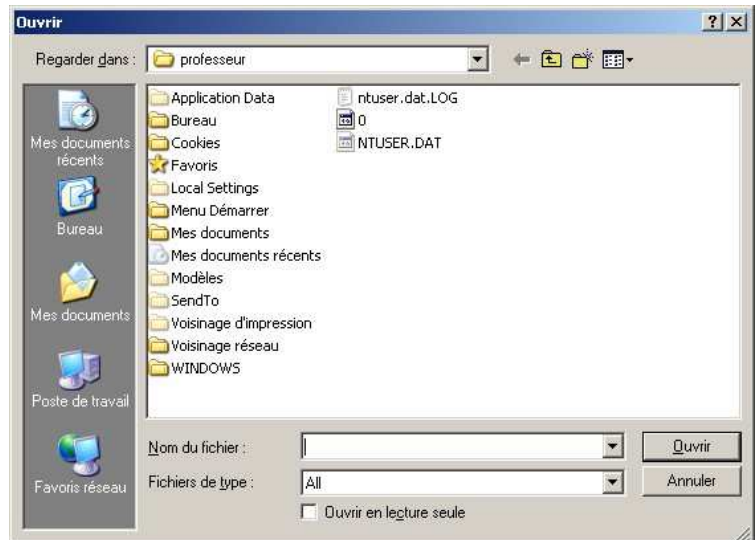 Ouvrir
Regarder dans :
professeur
Mes documents
récents
Bureau
Mes documents
Poste de travail
Favoris réseau
Application Data
Bureau
Cookies
Favoris
Local Settings
Menu Démarrer
Mes documents
Mes documents récents
Modèles
SendTo
Voisinage d'impression
Voisinage réseau
WINDOWS
ntuser.dat.LOG
0
NTUSER.DAT
Nom du fichier :
Ouvrir
Fichiers de type :
All
Annuler
Ouvrir en lecture seule